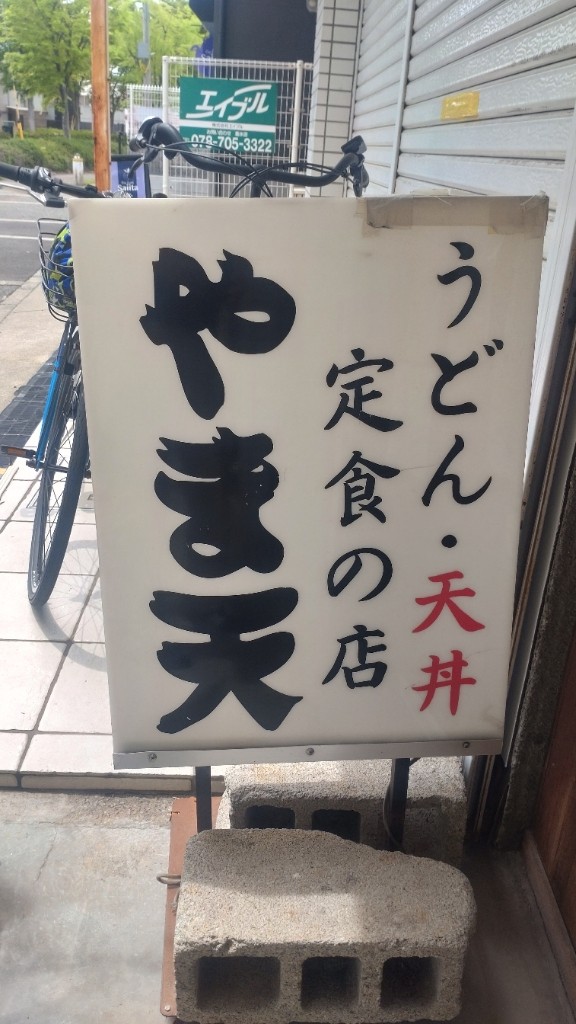 うどん・天丼
定食の店
やま天
エイブル
078-705-3322